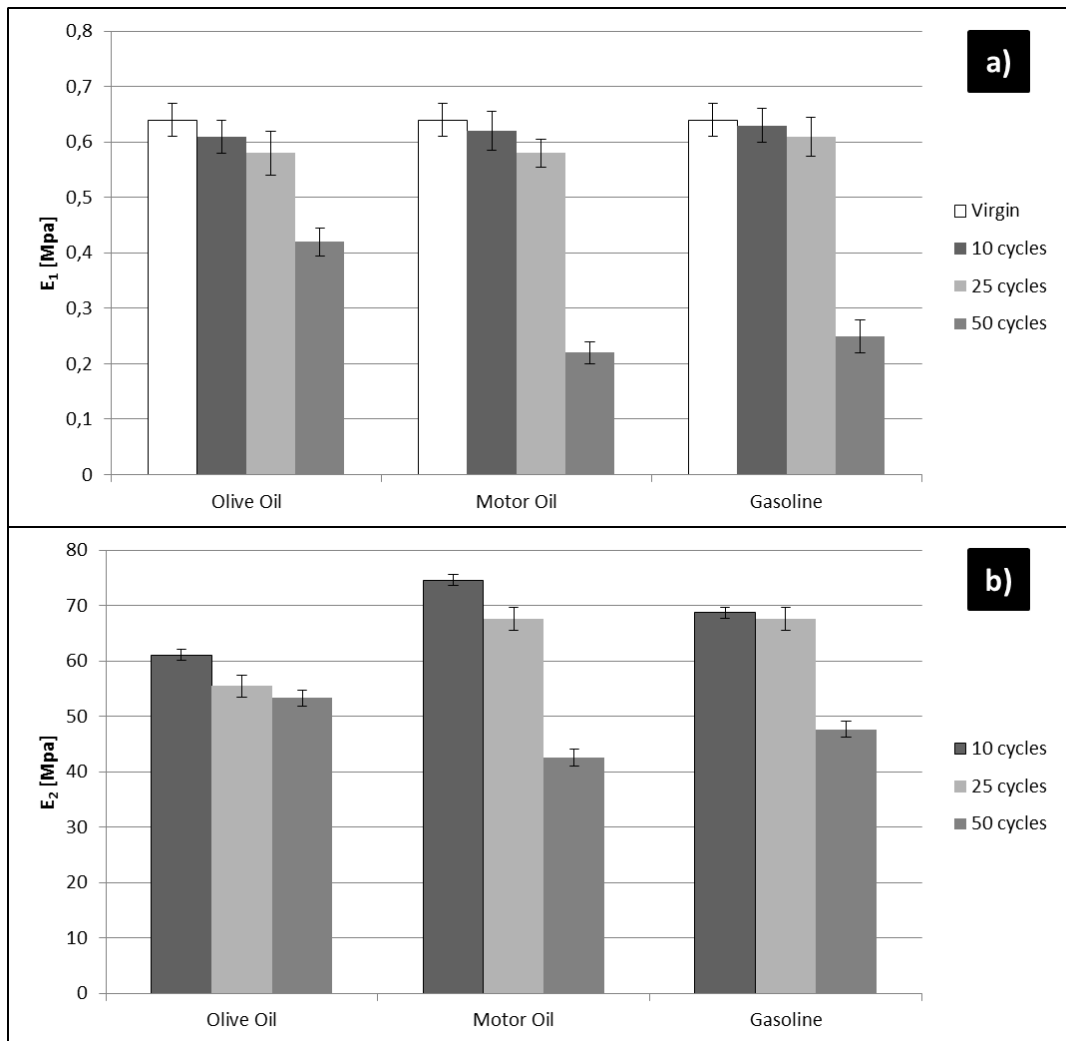 a)
0,8
0,7
0,6
0,5
0,4
0,3
0,2
0,1
0
E₁ [Mpa]
Olive Oil
Motor Oil
Gasoline
Virgin
10 cycles
25 cycles
50 cycles
b)
80
70
60
50
40
30
20
10
0
E₂ [Mpa]
Olive Oil
Motor Oil
Gasoline
10 cycles
25 cycles
50 cycles